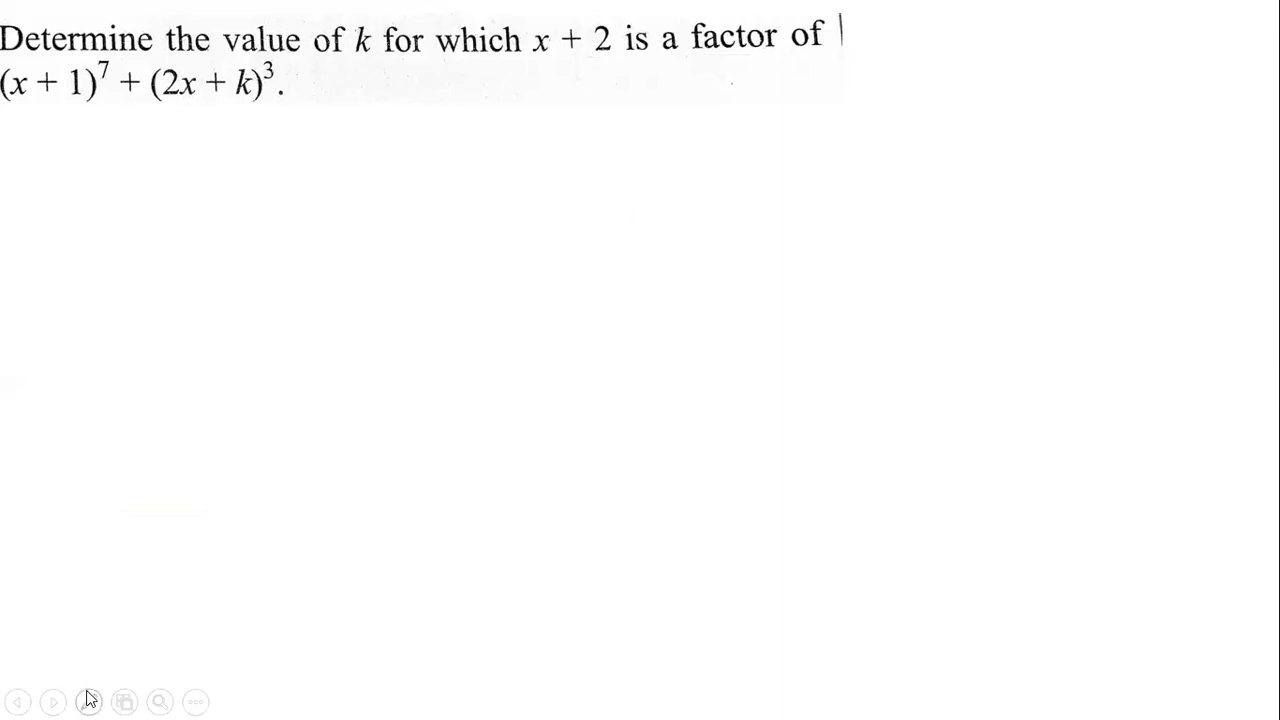 Determine the value of k for which x + 2 is a factor of
(x + 1)⁷ + (2x + k)³.